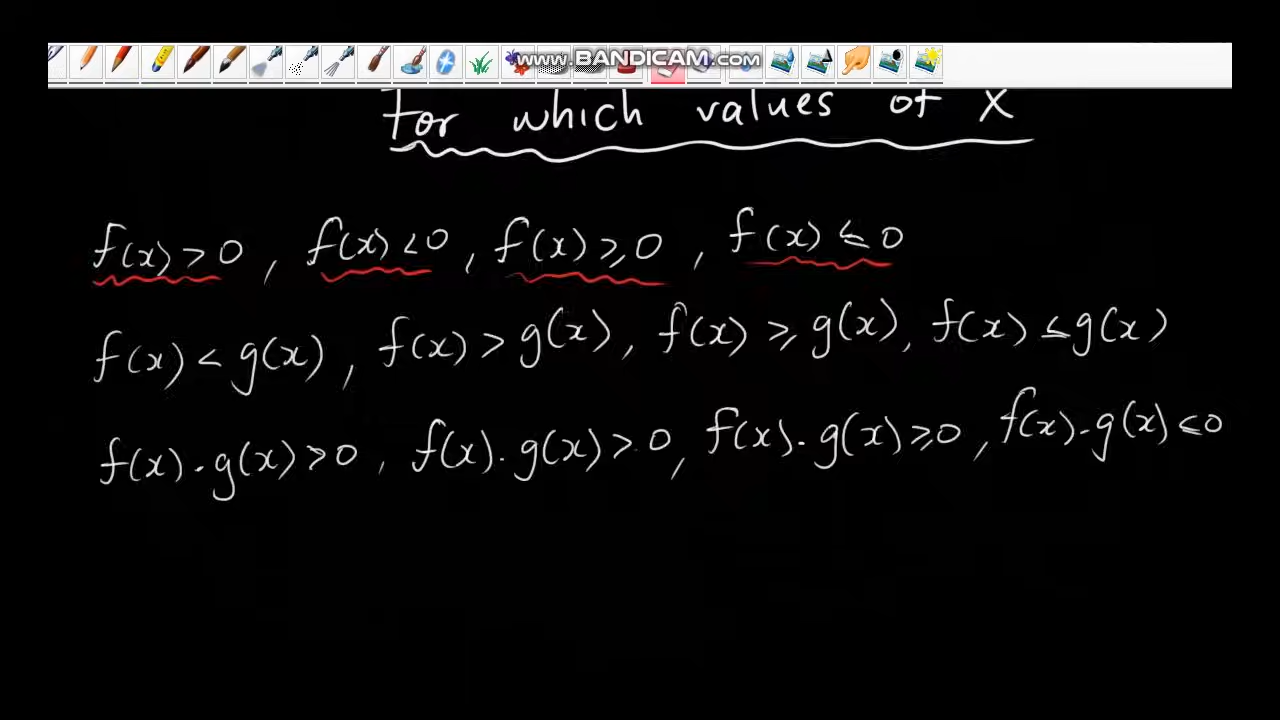 www.BANDICAM.com
For which values of x
f(x) > 0 , f(x) < 0 , f(x) ≥ 0 , f(x) ≤ 0
f(x) < g(x) , f(x) > g(x) , f(x) ≥ g(x) , f(x) ≤ g(x)
f(x) . g(x) > 0 , f(x) . g(x) > 0 , f(x) . g(x) ≥ 0 , f(x) . g(x) ≤ 0